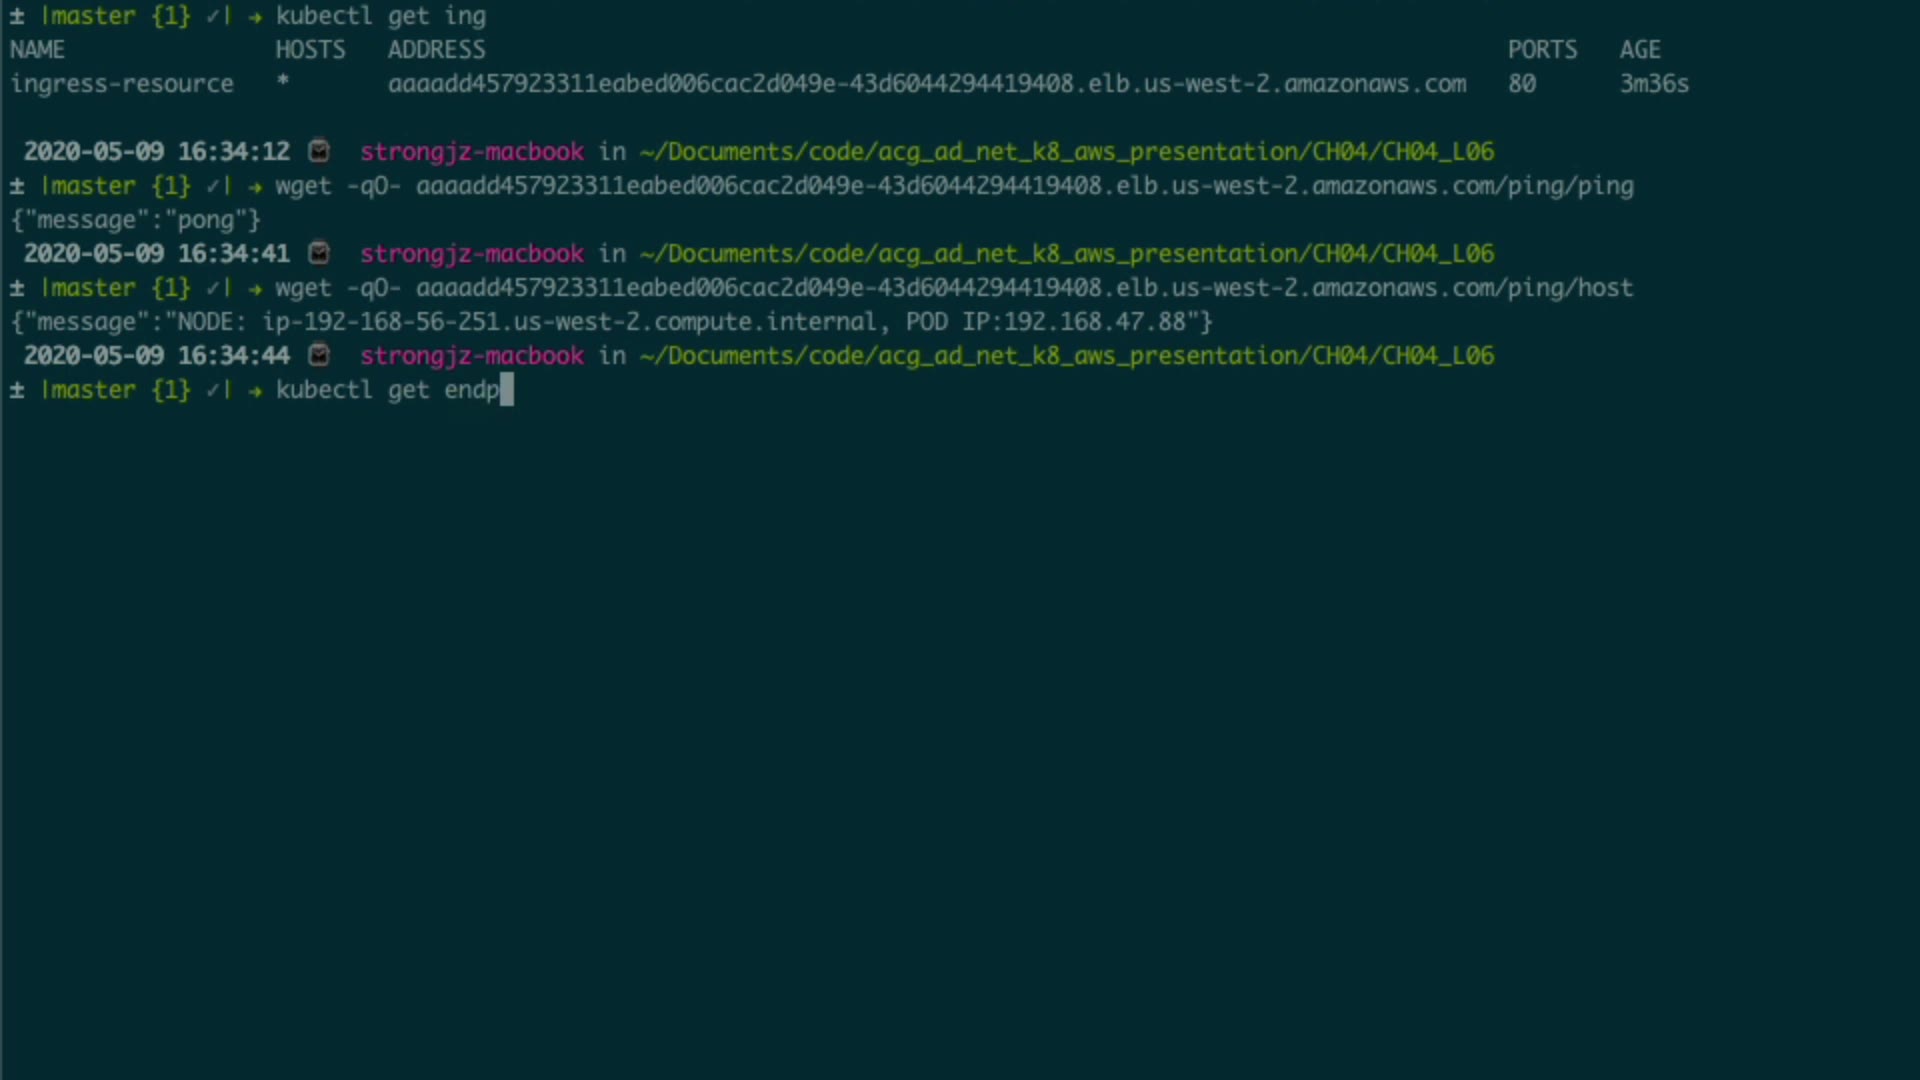 ± |master {1} ✓| → kubectl get ing
NAME HOSTS ADDRESS PORTS AGE
ingress-resource * aaaadd457923311eabed006cac2d049e-43d6044294419408.elb.us-west-2.amazonaws.com 80 3m36s
2020-05-09 16:34:12 ⌚ strongjz-macbook in ~/Documents/code/acg_ad_net_k8_aws_presentation/CH04/CH04_L06
± |master {1} ✓| → wget -qO- aaaadd457923311eabed006cac2d049e-43d6044294419408.elb.us-west-2.amazonaws.com/ping/ping
{"message":"pong"}
2020-05-09 16:34:41 ⌚ strongjz-macbook in ~/Documents/code/acg_ad_net_k8_aws_presentation/CH04/CH04_L06
± |master {1} ✓| → wget -qO- aaaadd457923311eabed006cac2d049e-43d6044294419408.elb.us-west-2.amazonaws.com/ping/host
{"message":"NODE: ip-192-168-56-251.us-west-2.compute.internal, POD IP:192.168.47.88"}
2020-05-09 16:34:44 ⌚ strongjz-macbook in ~/Documents/code/acg_ad_net_k8_aws_presentation/CH04/CH04_L06
± |master {1} ✓| → kubectl get endp